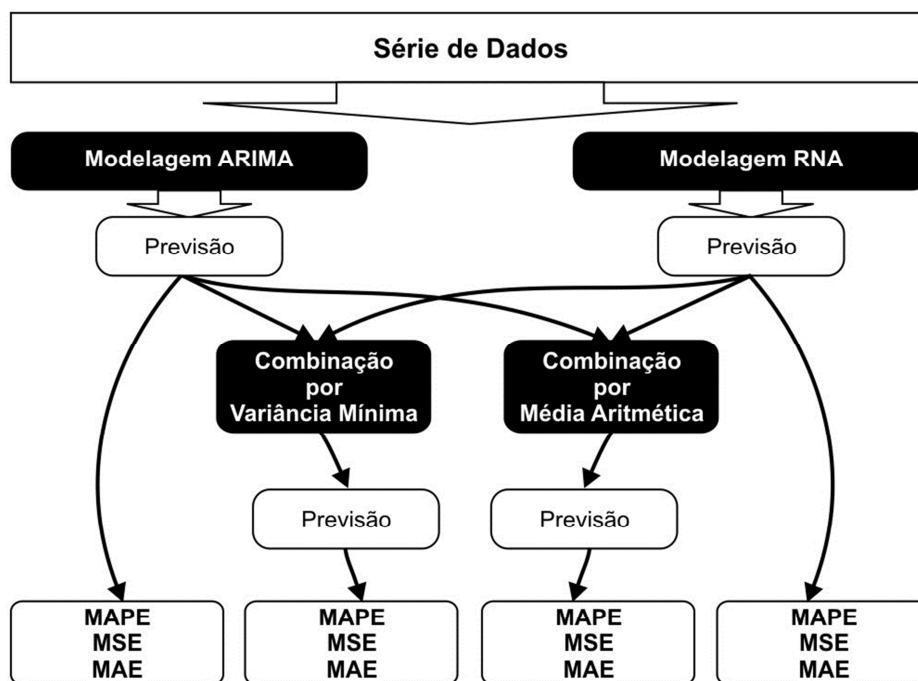 Série de Dados
Modelagem ARIMA
Modelagem RNA
Previsão
Previsão
Combinação
por
Variância Mínima
Combinação
por
Média Aritmética
Previsão
Previsão
MAPE
MSE
MAE
MAPE
MSE
MAE
MAPE
MSE
MAE
MAPE
MSE
MAE